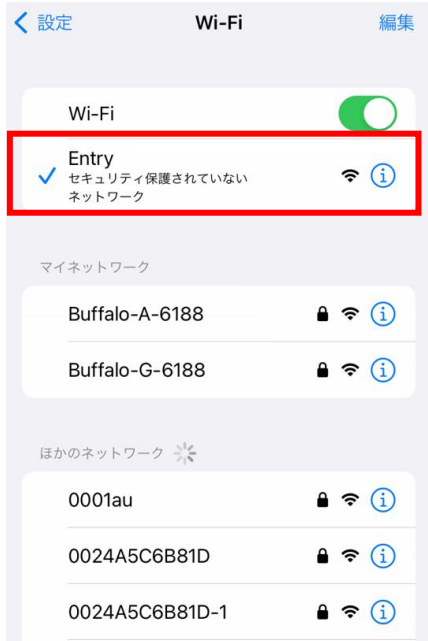 設定 Wi-Fi 編集
Wi-Fi
Entry
セキュリティ保護されていない
ネットワーク
マイネットワーク
Buffalo-A-6188
Buffalo-G-6188
ほかのネットワーク
0001au
0024A5C6B81D
0024A5C6B81D-1